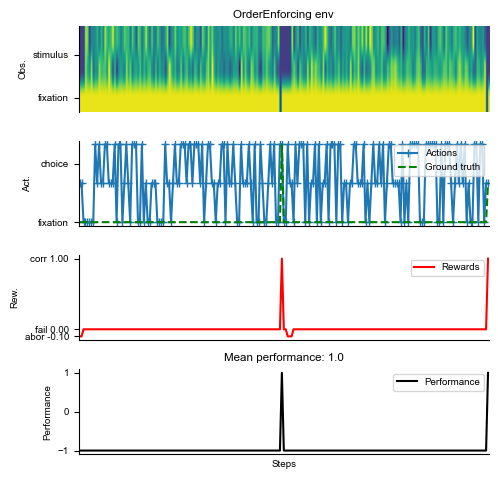 OrderEnforcing env
Obs.
stimulus
fixation
Act.
choice
fixation
Actions
Ground truth
Rew.
corr 1.00
fail 0.00
abor -0.10
Rewards
Mean performance: 1.0
Performance
1
0
−1
Performance
Steps